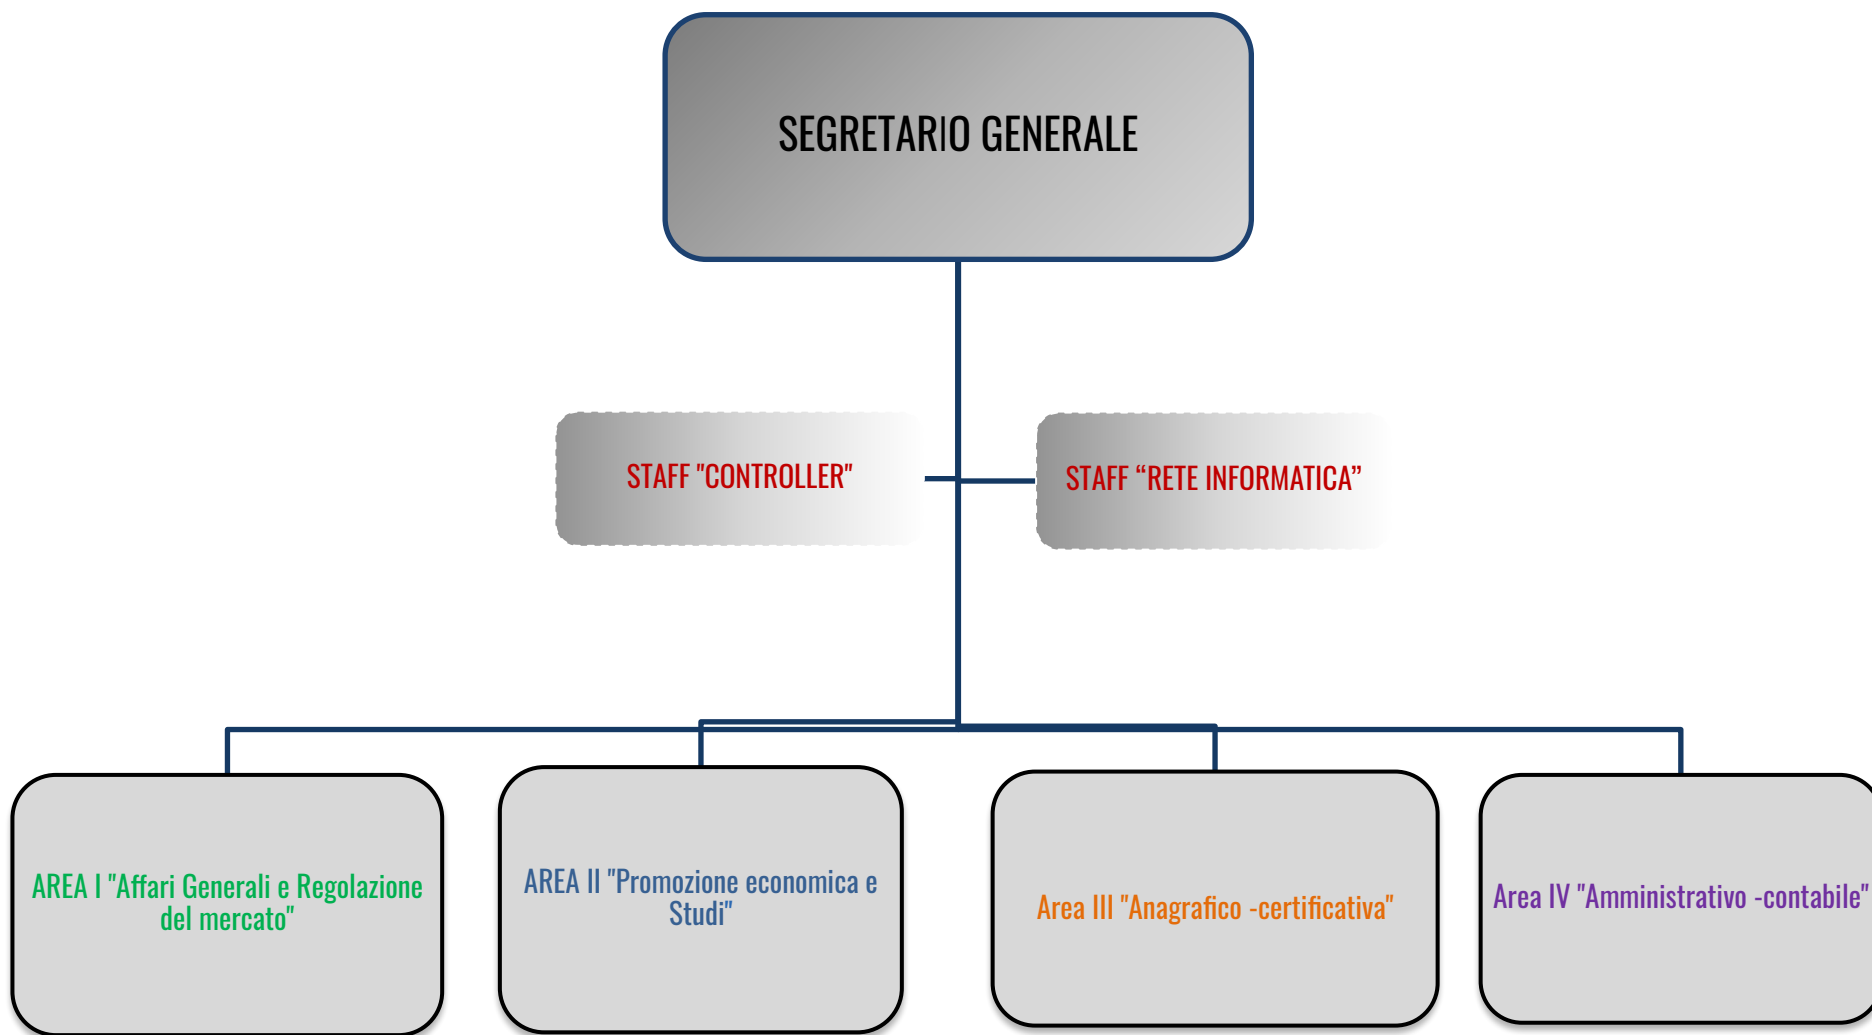 SEGRETARIO GENERALE
STAFF "CONTROLLER"
STAFF “RETE INFORMATICA”
AREA I "Affari Generali e Regolazione
del mercato"
AREA II "Promozione economica e
Studi"
Area III "Anagrafico -certificativa"
Area IV "Amministrativo -contabile"